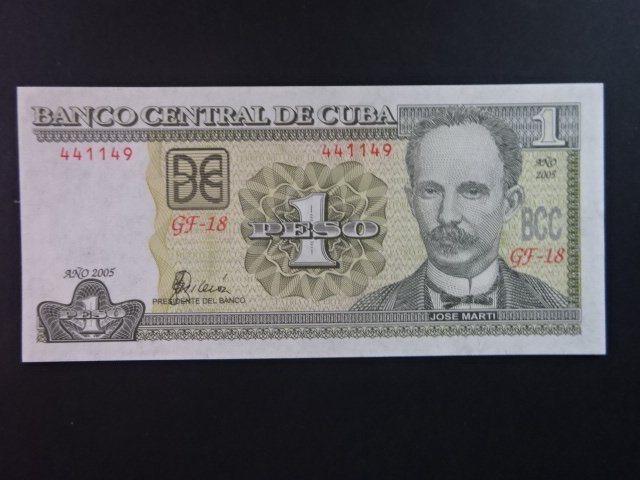 BANCO CENTRAL DE CUBA
1
441149
441149
AÑO
2005
GF-18
1
PESO
BCC
GF-18
AÑO 2005
1
PESO
PRESIDENTE DEL BANCO
JOSE MARTI